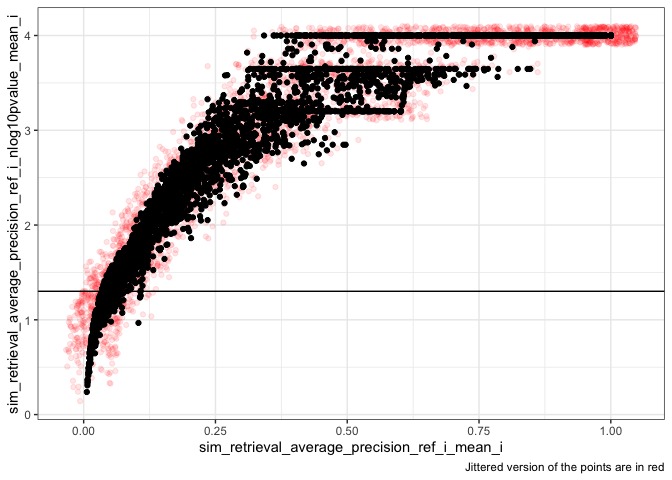 sim_retrieval_average_precision_ref_i_nlog10pvalue_mean_i
4
3
2
1
0
0.00 0.25 0.50 0.75 1.00
sim_retrieval_average_precision_ref_i_mean_i
Jittered version of the points are in red